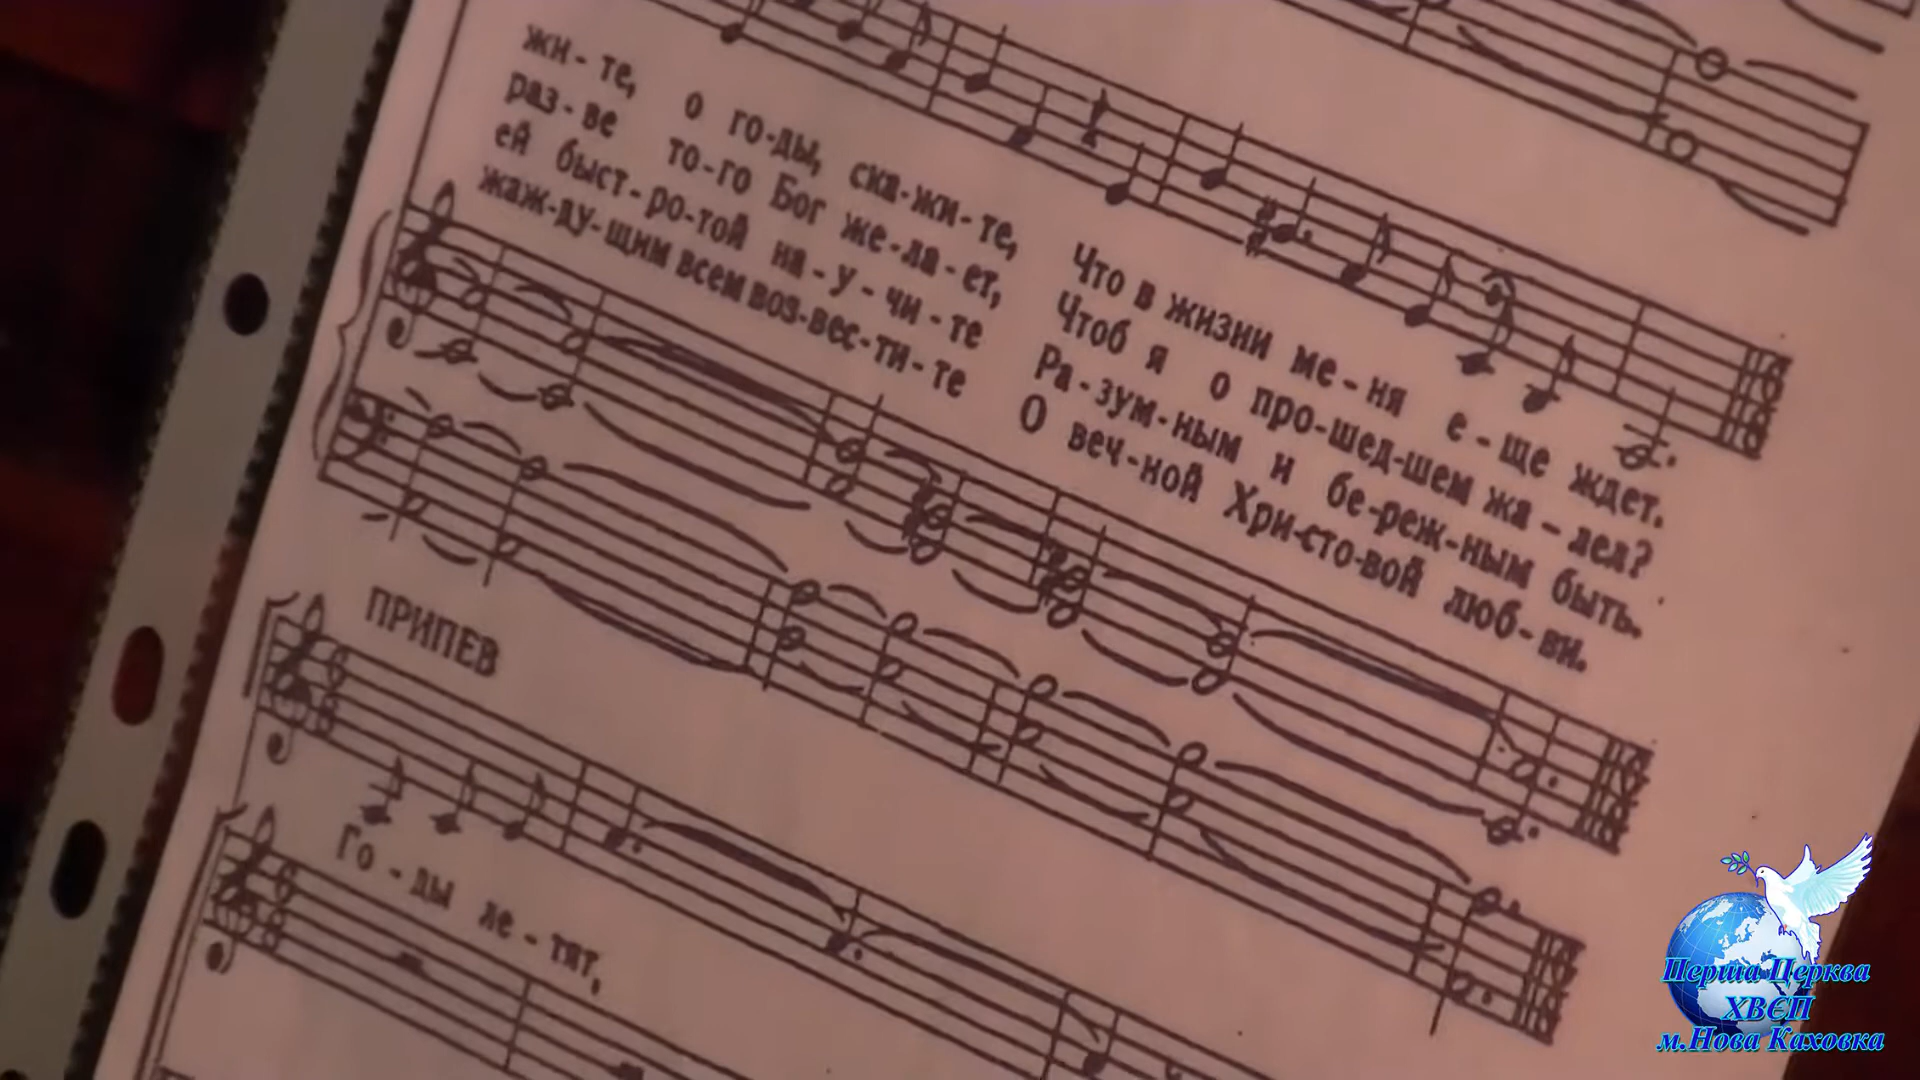 жи - те, о го-ды, ска-жи - те, Что в жизни ме - ня е - ще ждет.
раз - ве то-го Бог же-ла - ет, Чтоб я о про-шед-шем жа - лел?
ей быст-ро-той на - у - чи - те Ра - зум-ным и бе-реж-ным быть.
жаж-ду-щим всем воз-вес-ти - те О веч-ной Хри-сто-вой люб - ви.
ПРИПЕВ
Го - ды ле - тят,
Перша Церква
ХВЄП
м.Нова Каховка